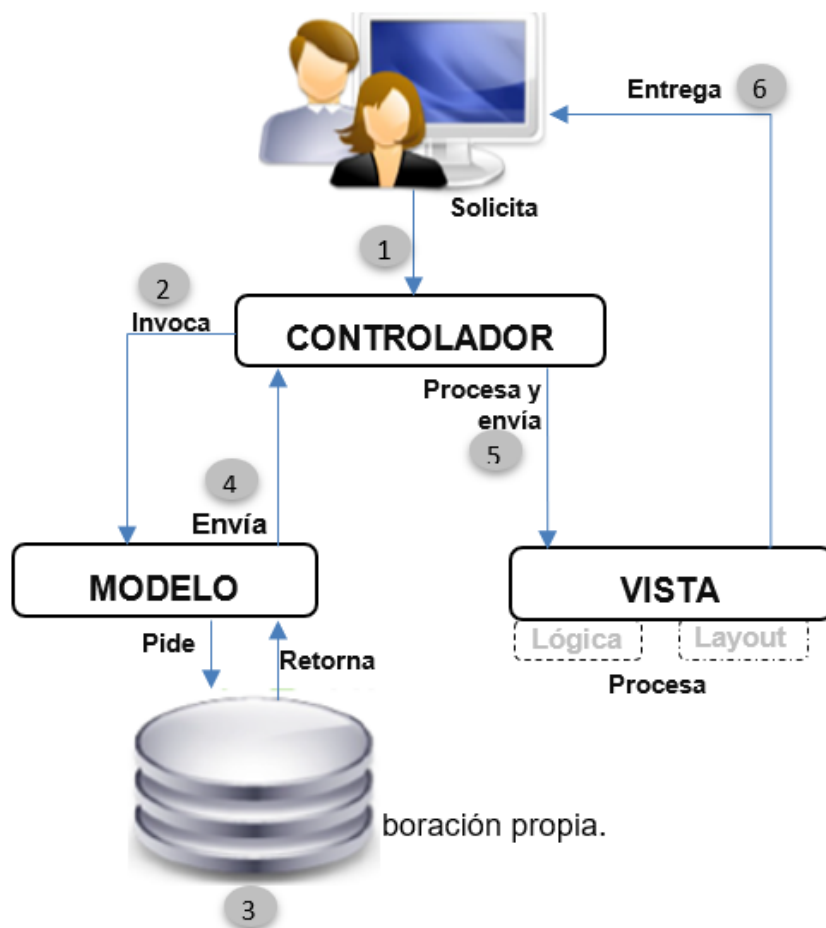 Entrega 6
Solicita
1
2
Invoca
CONTROLADOR
Procesa y
envía
5
4
Envía
MODELO
VISTA
Lógica Layout
Pide
Retorna
Procesa
boración propia.
3